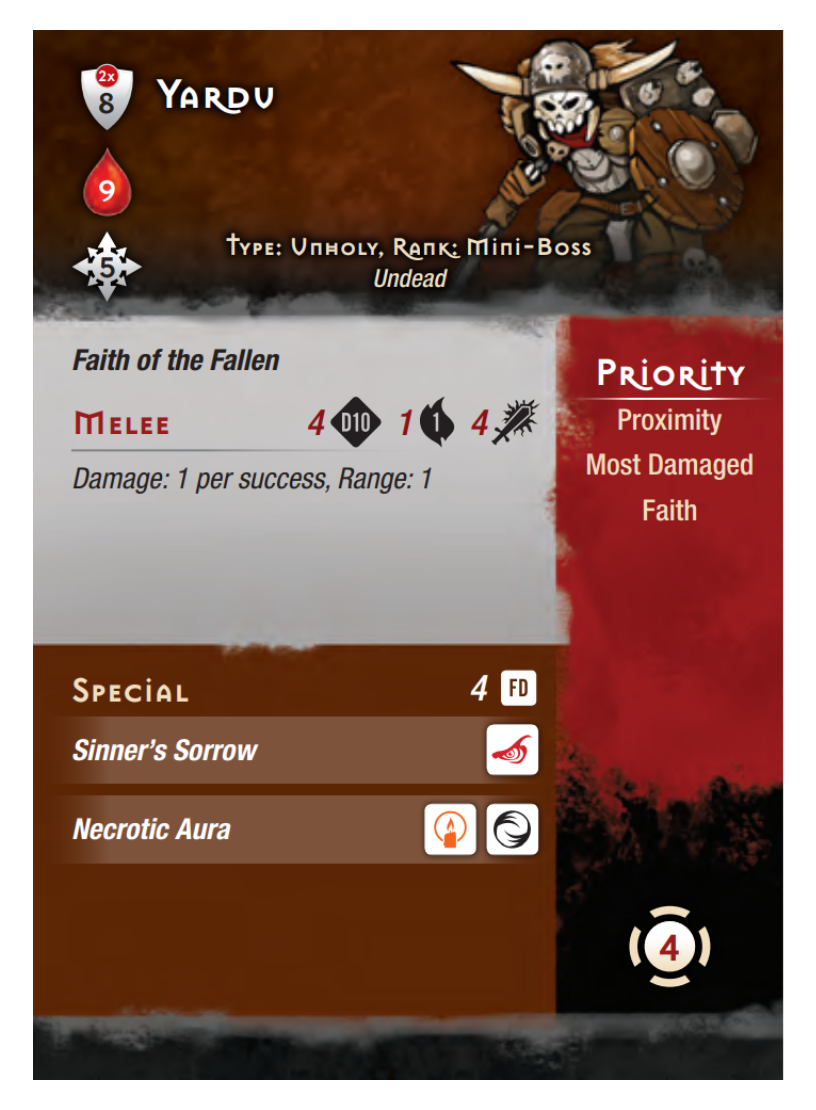 2x
8
Yardu
9
5
Type: Unholy, Rank: Mini-Boss
Undead
Faith of the Fallen
Melee 4 D10 1 1 4
Damage: 1 per success, Range: 1
Priority
Proximity
Most Damaged
Faith
Special 4 FD
Sinner's Sorrow
Necrotic Aura
4